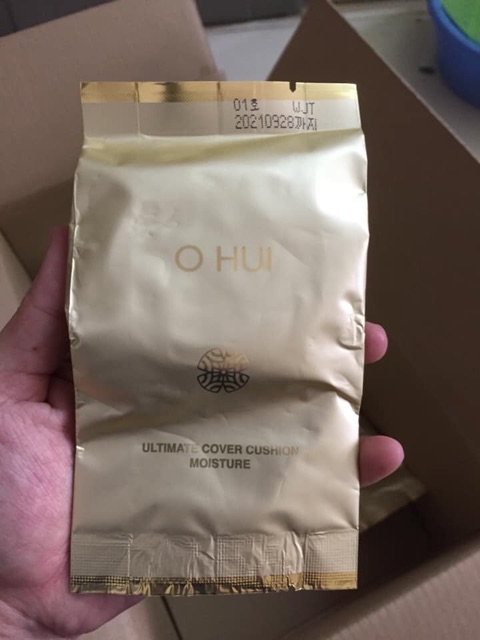 01호 WJT
20210928까지
O HUI
ULTIMATE COVER CUSHION
MOISTURE